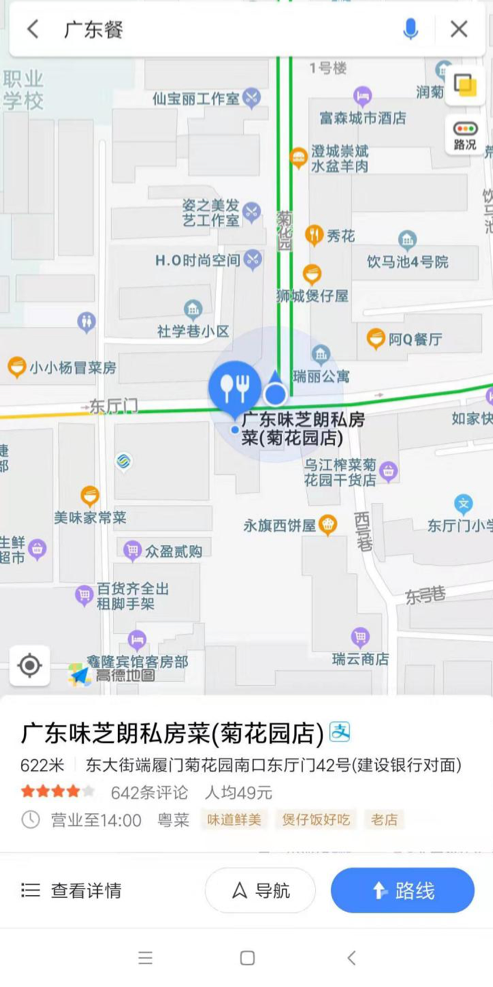 广东餐
职业
学校
1号楼
仙宝丽工作室
润菊
富森城市酒店
路况
澄城崇斌
水盆羊肉
姿之美发
艺工作室
菊花园
秀花
饮马池
H.O时尚空间
饮马池4号院
狮城煲仔屋
社学巷小区
阿Q餐厅
小小杨冒菜房
瑞丽公寓
东厅门
如家快
广东味芝朗私房
菜(菊花园店)
乌江榨菜菊
花园干货店
美味家常菜
永旗西饼屋
西号巷
东厅门小学
生鲜
超市
众盈贰购
百货齐全出
租脚手架
东号巷
鑫隆宾馆客房部
瑞云商店
高德地图
广东味芝朗私房菜(菊花园店)
支
622米 东大街端履门菊花园南口东厅门42号(建设银行对面)
642条评论 人均49元
营业至14:00 粤菜 味道鲜美 煲仔饭好吃 老店
查看详情
导航
路线